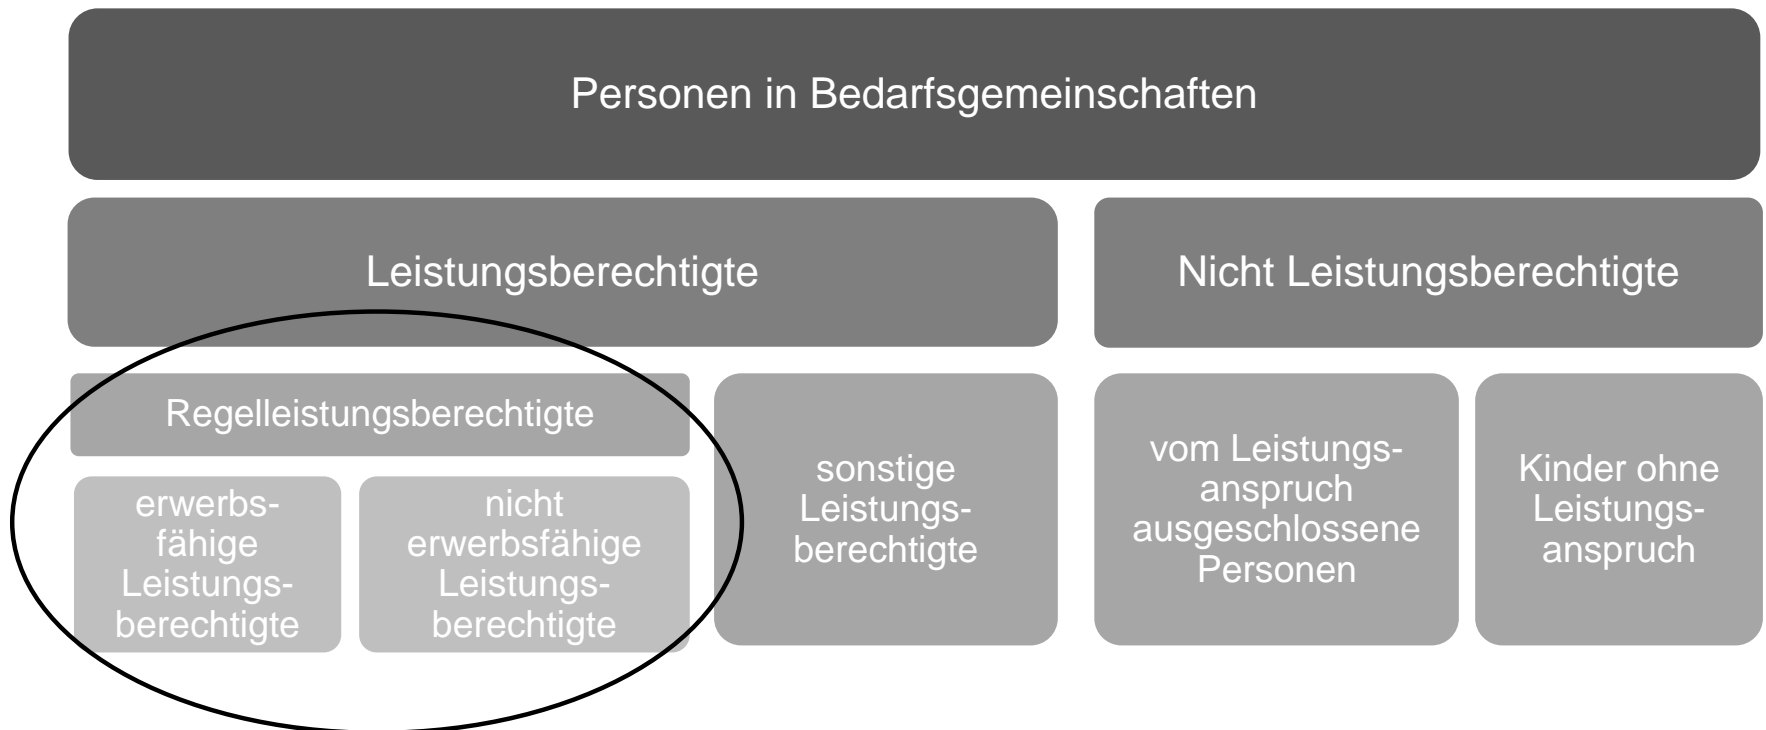 Personen in Bedarfsgemeinschaften
Leistungsberechtigte
Nicht Leistungsberechtigte
Regelleistungsberechtigte
erwerbs-
fähige
Leistungs-
berechtigte
nicht
erwerbsfähige
Leistungs-
berechtigte
sonstige
Leistungs-
berechtigte
vom Leistungs-
anspruch
ausgeschlossene
Personen
Kinder ohne
Leistungs-
anspruch